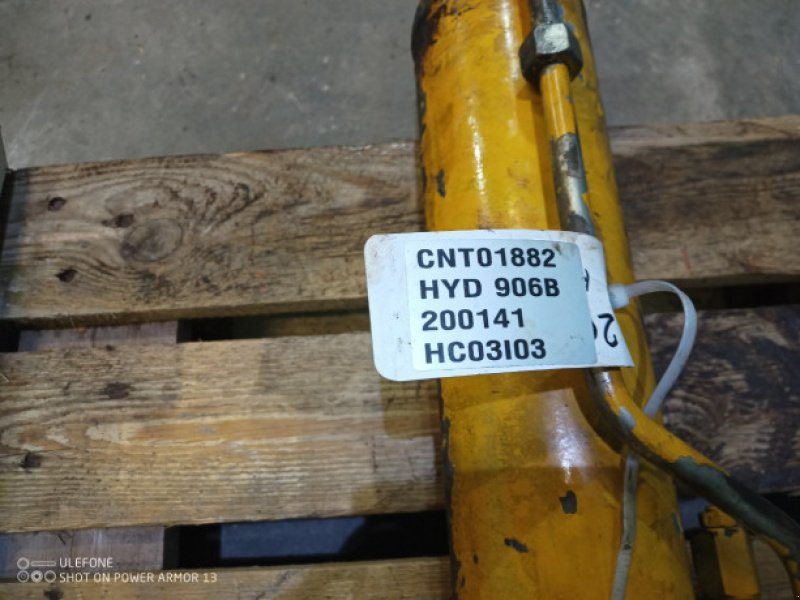 CNT01882
HYD 906B
200141
HC03I03
ULEFONE
SHOT ON POWER ARMOR 13